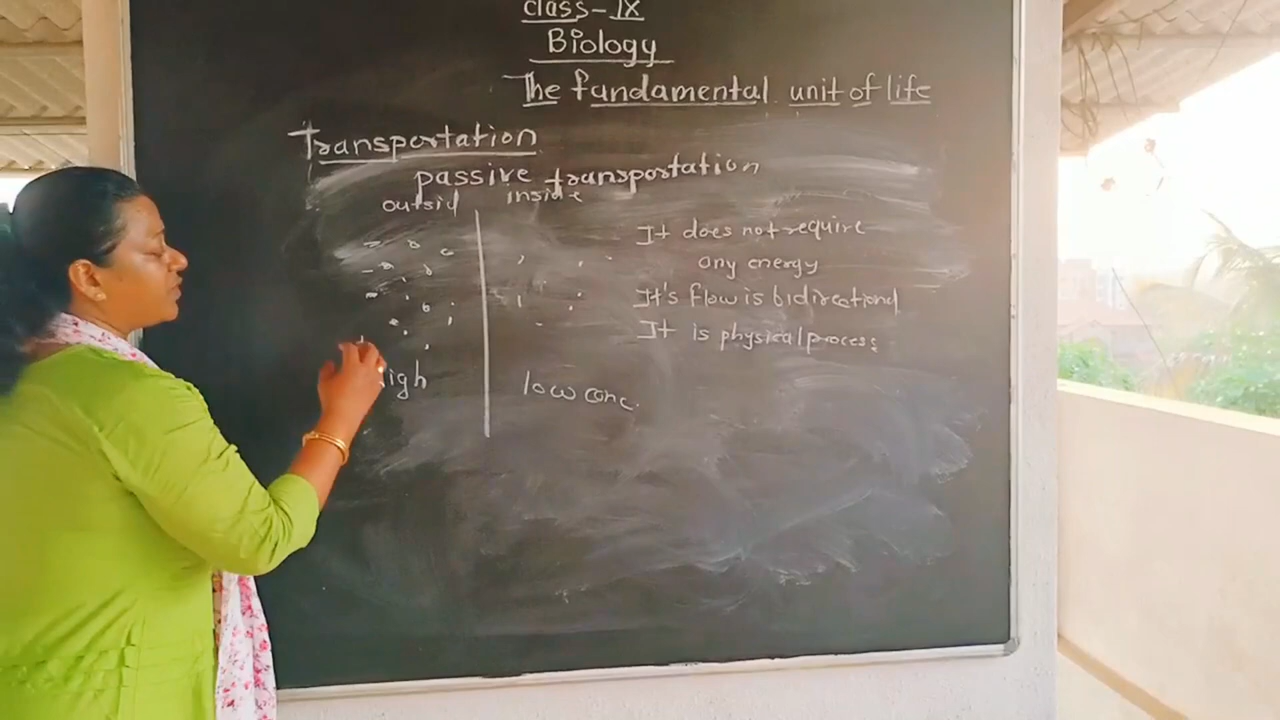 class-IX
Biology
The fundamental unit of life
Transportation
passive transportation
outsid inside
It does not require
any energy
It's flow is bidirectional
It is physical process
high low conc.